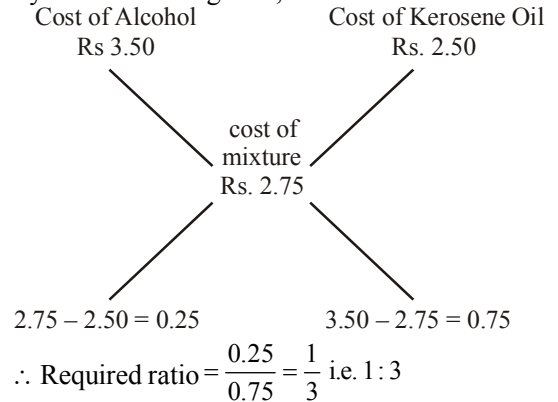 Cost of Alcohol Cost of Kerosene Oil
Rs 3.50 Rs. 2.50
cost of
mixture
Rs. 2.75
2.75 – 2.50 = 0.25 3.50 – 2.75 = 0.75
∴ Required ratio = 0.25/0.75 = 1/3 i.e. 1 : 3